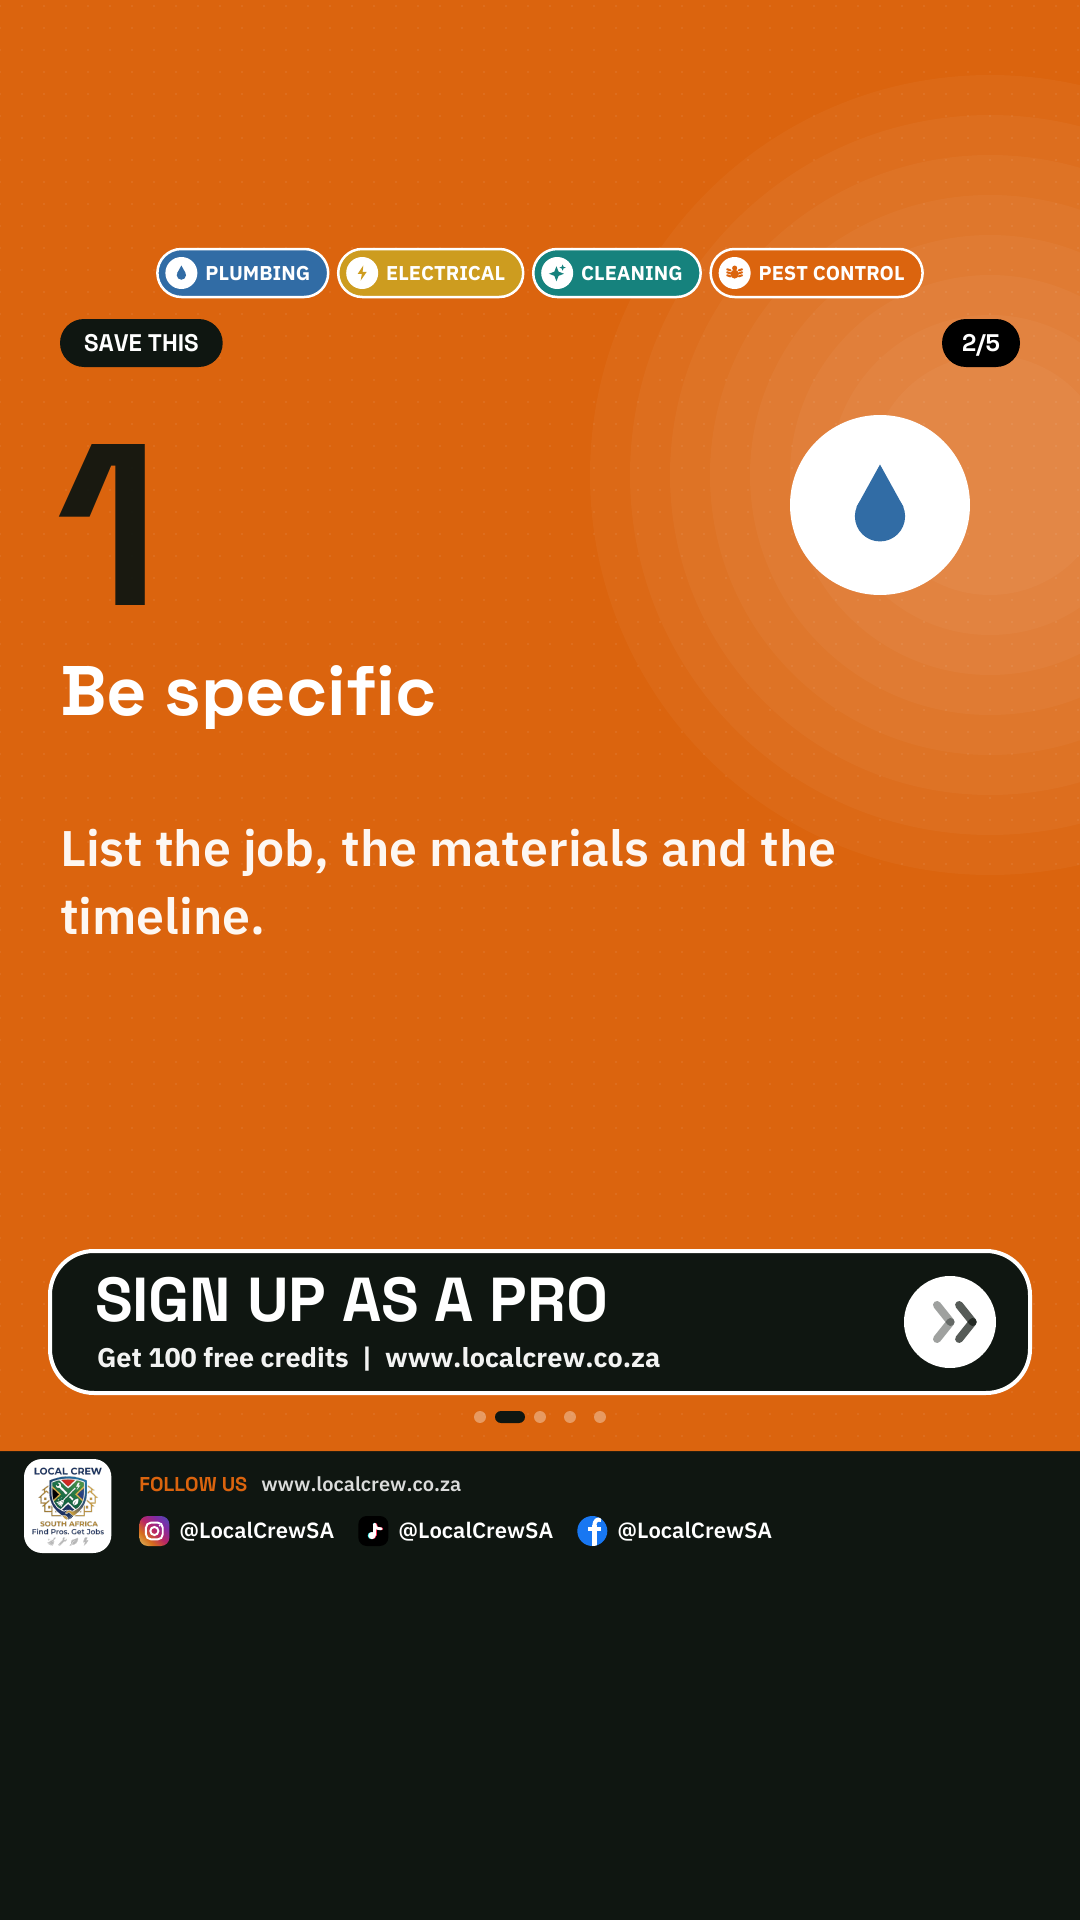 PLUMBING ELECTRICAL CLEANING PEST CONTROL
SAVE THIS
2/5
1
Be specific
List the job, the materials and the
timeline.
SIGN UP AS A PRO
Get 100 free credits | www.localcrew.co.za
LOCAL CREW
SOUTH AFRICA
Find Pros. Get Jobs
FOLLOW US www.localcrew.co.za
@LocalCrewSA @LocalCrewSA @LocalCrewSA